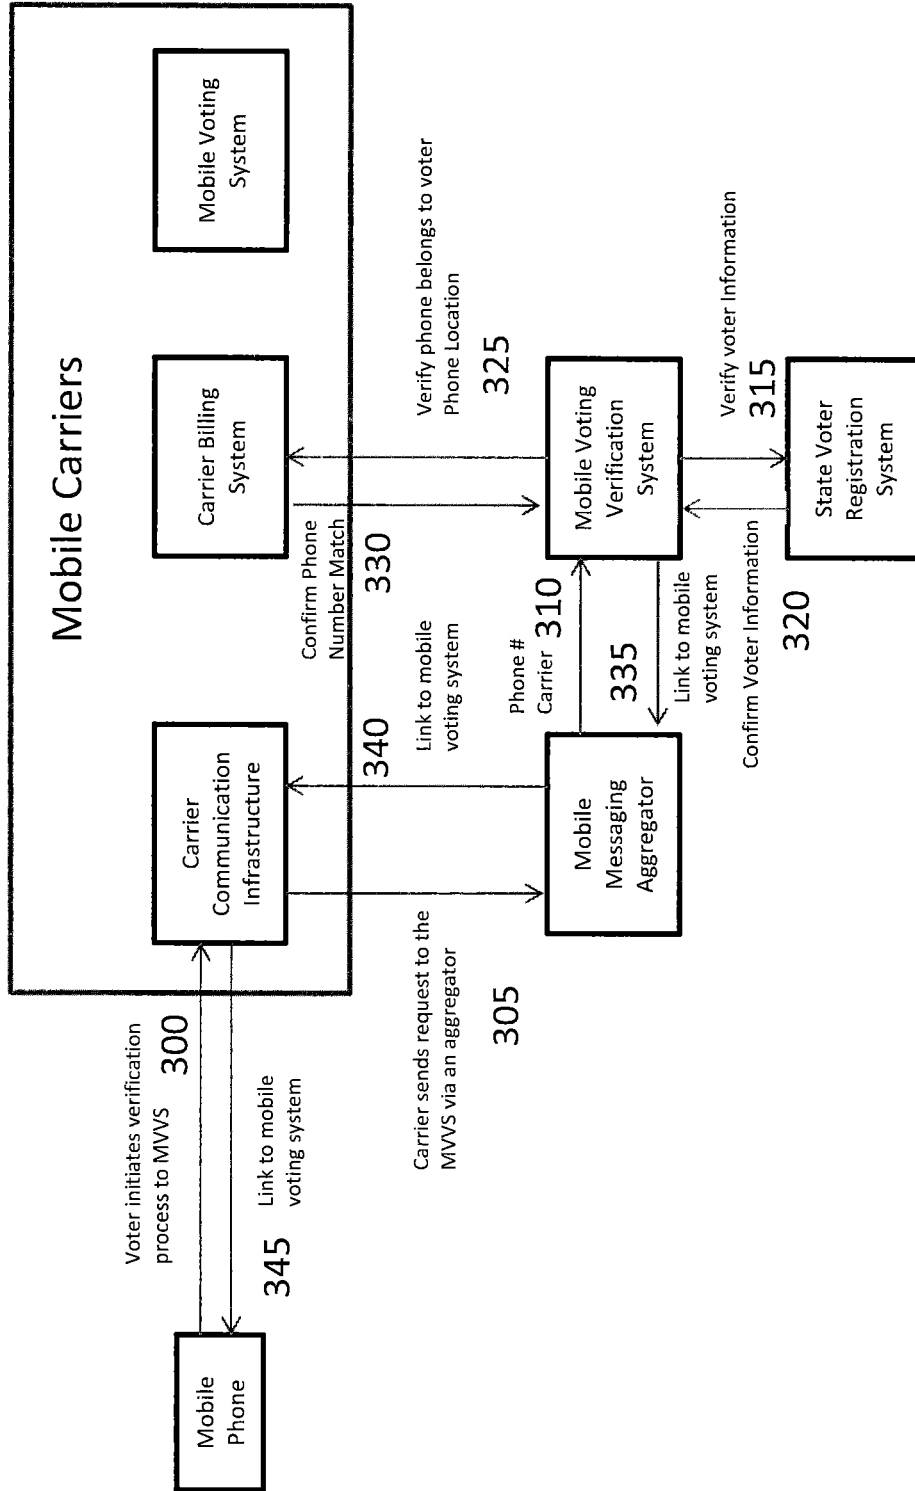 Mobile Carriers
Mobile Voting
System
Carrier Billing
System
Carrier
Communication
Infrastructure
Voter initiates verification
process to MVVS
300
345
Link to mobile
voting system
Mobile
Phone
Confirm Phone
Number Match
330
Verify phone belongs to voter
Phone Location
325
340
Link to mobile
voting system
Carrier sends request to the
MVVS via an aggregator
305
Phone #
Carrier
310
335
Link to mobile
voting system
Mobile
Messaging
Aggregator
Mobile Voting
Verification
System
Verify voter Information
315
Confirm Voter Information
320
State Voter
Registration
System